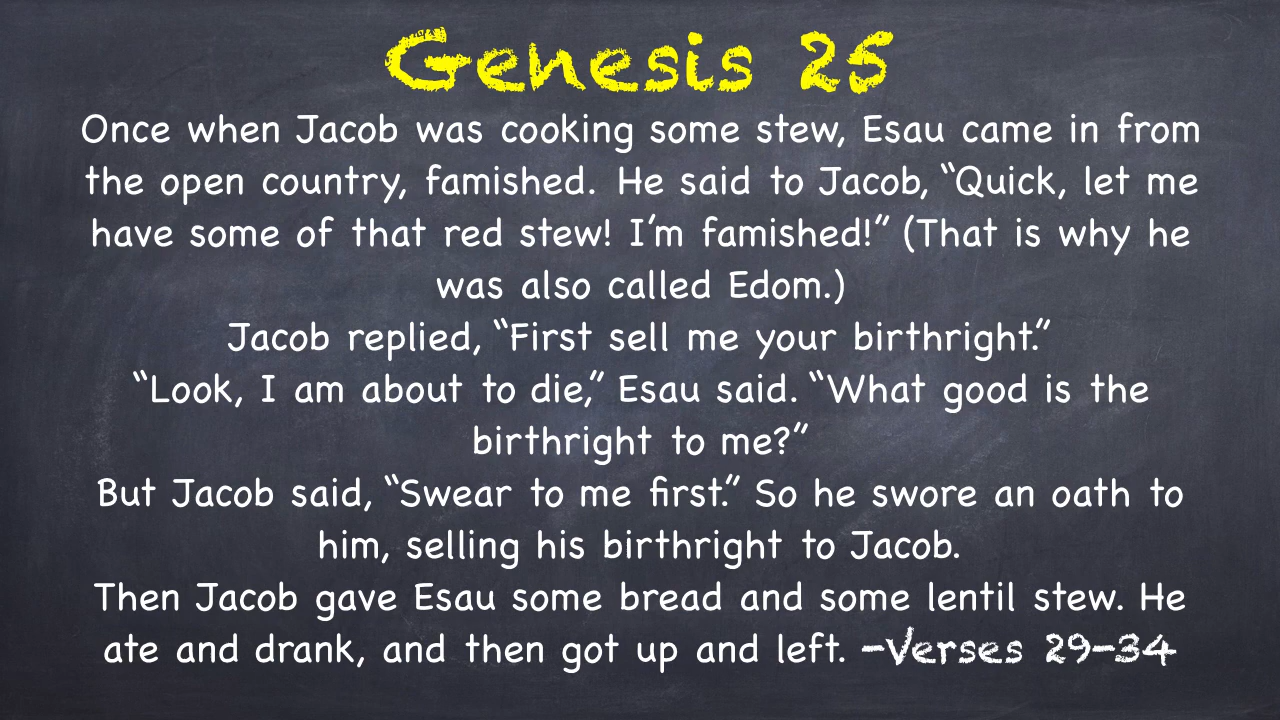 Genesis 25
Once when Jacob was cooking some stew, Esau came in from
the open country, famished. He said to Jacob, “Quick, let me
have some of that red stew! I’m famished!” (That is why he
was also called Edom.)
Jacob replied, “First sell me your birthright.”
“Look, I am about to die,” Esau said. “What good is the
birthright to me?”
But Jacob said, “Swear to me first.” So he swore an oath to
him, selling his birthright to Jacob.
Then Jacob gave Esau some bread and some lentil stew. He
ate and drank, and then got up and left. -Verses 29-34